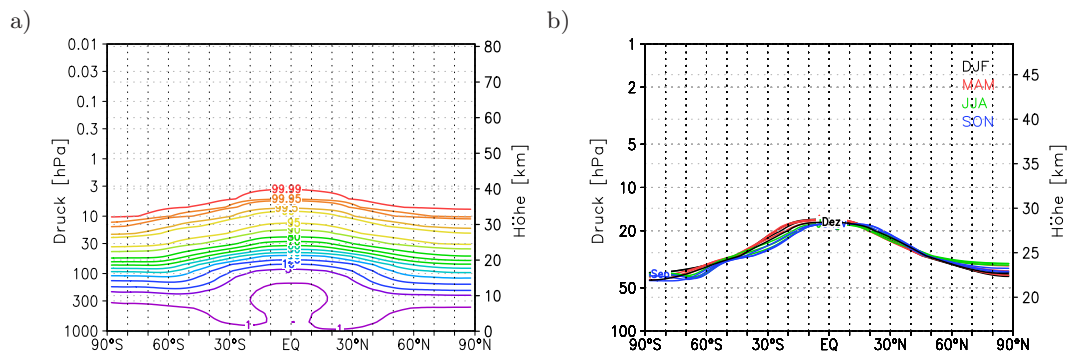 a)
0.01
0.03
0.1
0.3
1
3
10
30
100
300
1000
Druck [hPa]
80
70
60
50
40
30
20
10
0
Höhe [km]
99.99
99.95
99.5
95
1
90°S
60°S
30°S
EQ
30°N
60°N
90°N
b)
1
2
5
10
20
50
100
Druck [hPa]
45
40
35
30
25
20
Höhe [km]
DJF
MAM
JJA
SON
Dez
Sep
90°S
60°S
30°S
EQ
30°N
60°N
90°N